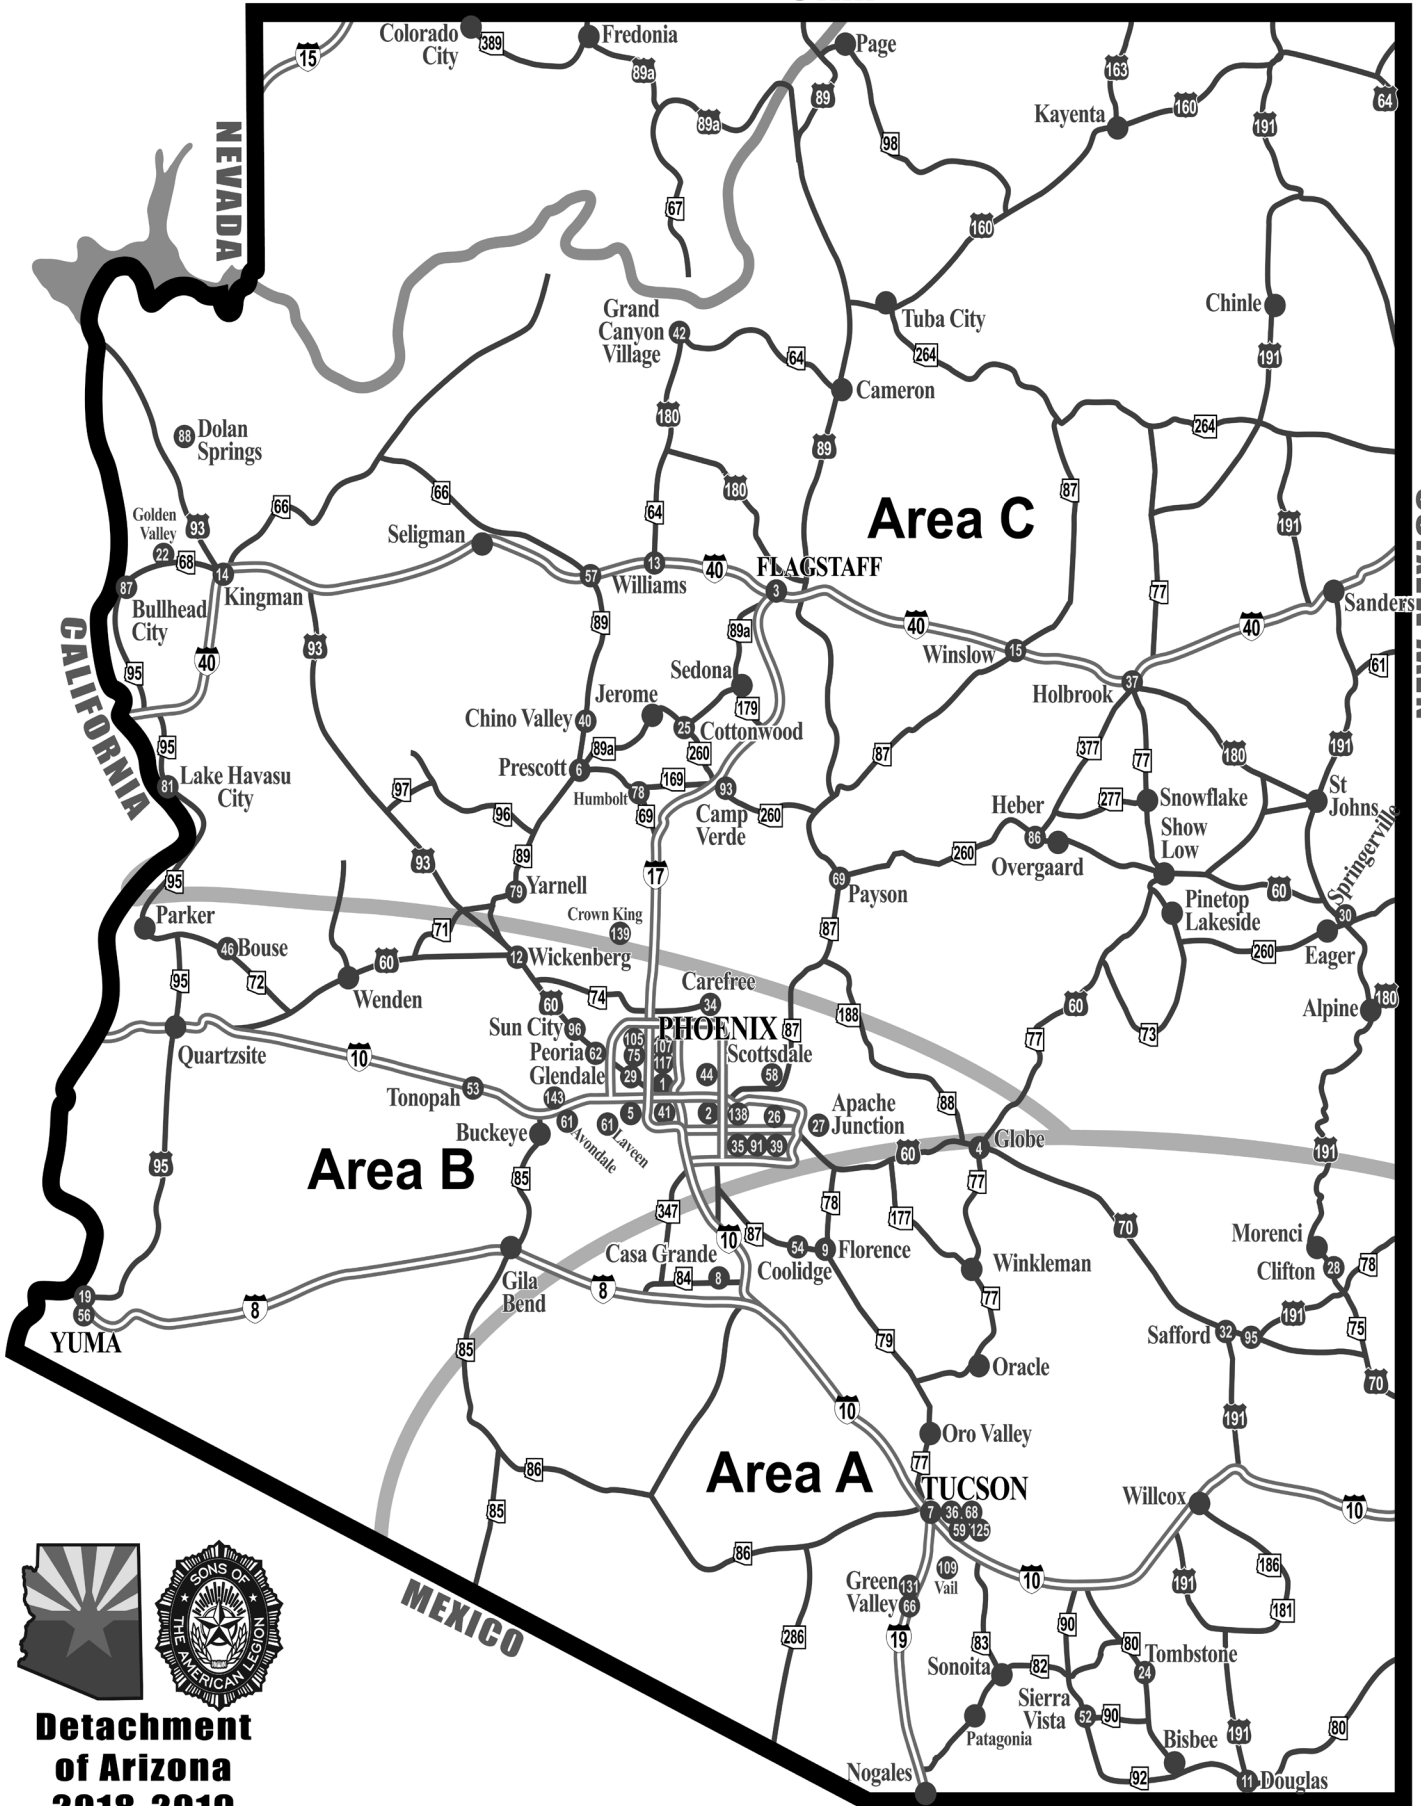 Colorado
City
389
Fredonia
15
89a
89a
Page
89
98
163
Kayenta
160
191
64
NEVADA
67
160
Grand
Canyon
Village
42
64
Tuba City
264
Chinle
191
Cameron
180
89
88
Dolan
Springs
264
66
66
180
87
Area C
64
191
Golden
Valley
22
93
68
Seligman
14
Kingman
57
13
Williams
40
FLAGSTAFF
3
77
87
Bullhead
City
Sanders
89
89a
40
40
CALIFORNIA
93
40
Winslow
15
61
95
Sedona
Holbrook
37
Jerome
179
Chino Valley
40
25
Cottonwood
89a
260
95
87
377
77
180
191
Prescott
6
169
81
Lake Havasu
City
Humbolt
78
93
Camp
Verde
97
69
260
277
Snowflake
St
Johns
96
Heber
86
Overgaard
Show
Low
93
89
17
260
95
79
Yarnell
69
Payson
60
Springerville
30
Parker
Crown King
139
Pinetop
Lakeside
87
46
Bouse
71
60
12
Wickenberg
260
Eager
95
72
Wenden
74
Carefree
34
60
188
60
Alpine
180
Sun City
96
PHOENIX
87
77
73
Quartzsite
10
Peoria
62
105
107
75
117
Scottsdale
Glendale
29
1
44
58
Tonopah
53
143
88
61
Avondale
61
Laveen
5
41
2
138
26
27
Apache
Junction
Buckeye
35
91
39
4
Globe
60
191
95
Area B
85
77
347
78
177
70
10
87
Morenci
Casa Grande
54
9
Florence
Coolidge
Winkleman
Clifton
28
78
Gila
Bend
84
8
8
77
19
56
YUMA
8
191
75
Safford
32
95
85
79
Oracle
70
10
191
Oro Valley
86
Area A
77
TUCSON
7
36
68
59
125
Willcox
10
85
86
109
Vail
10
186
Green
Valley
131
66
191
181
MEXICO
286
19
83
90
80
Tombstone
24
Sonoita
82
Sierra
Vista
52
90
Patagonia
191
80
Bisbee
Nogales
92
11
Douglas
SONS OF
THE AMERICAN LEGION
Detachment
of Arizona
2018-2019